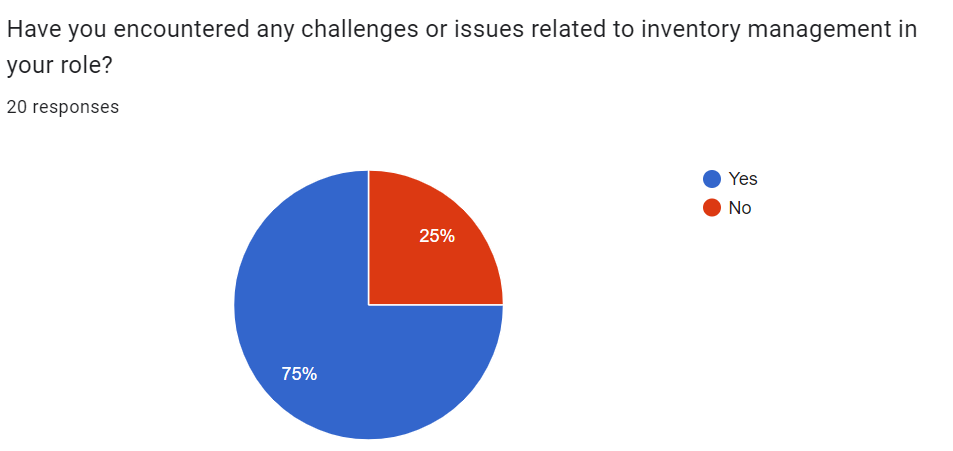 Have you encountered any challenges or issues related to inventory management in
your role?
20 responses
Yes
No
25%
75%